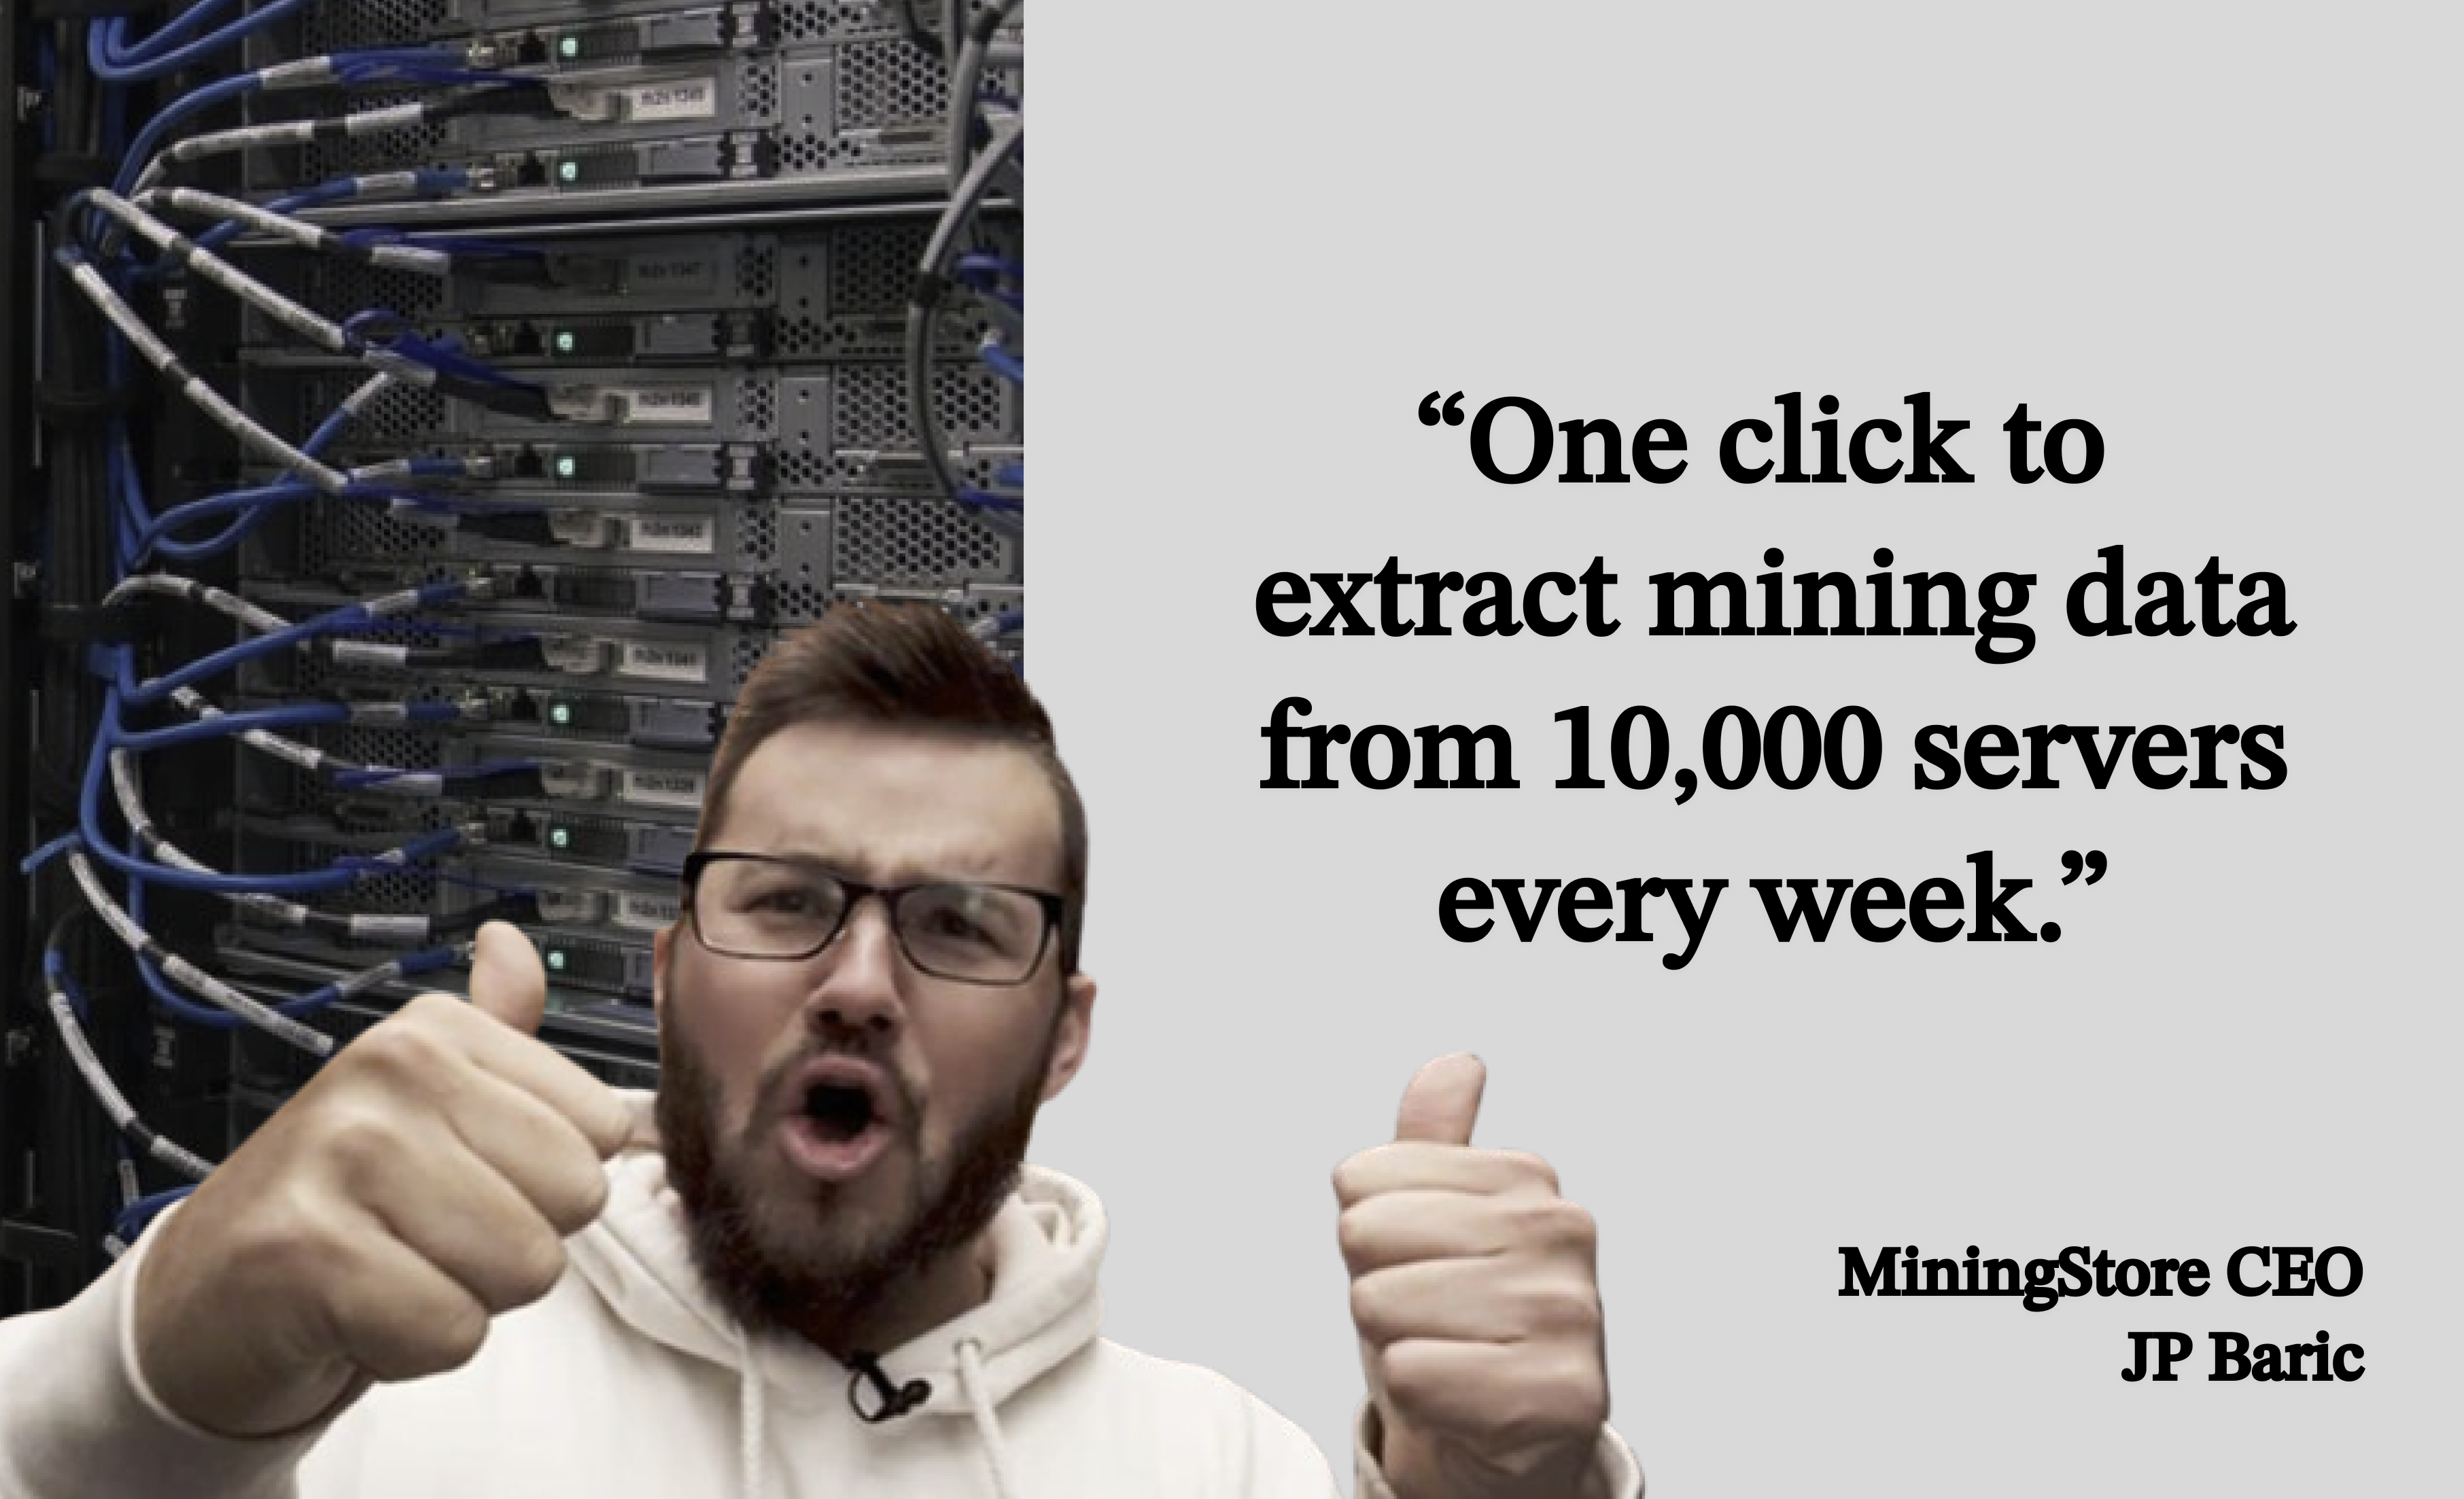 “One click to
extract mining data
from 10,000 servers
every week.”
MiningStore CEO
JP Baric